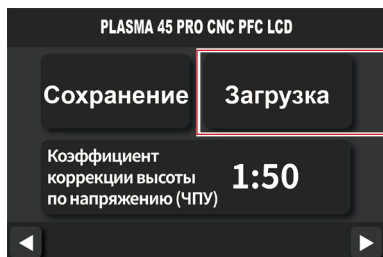 PLASMA 45 PRO CNC PFC LCD
Сохранение Загрузка
Коэффициент
коррекции высоты
по напряжению (ЧПУ)
1:50